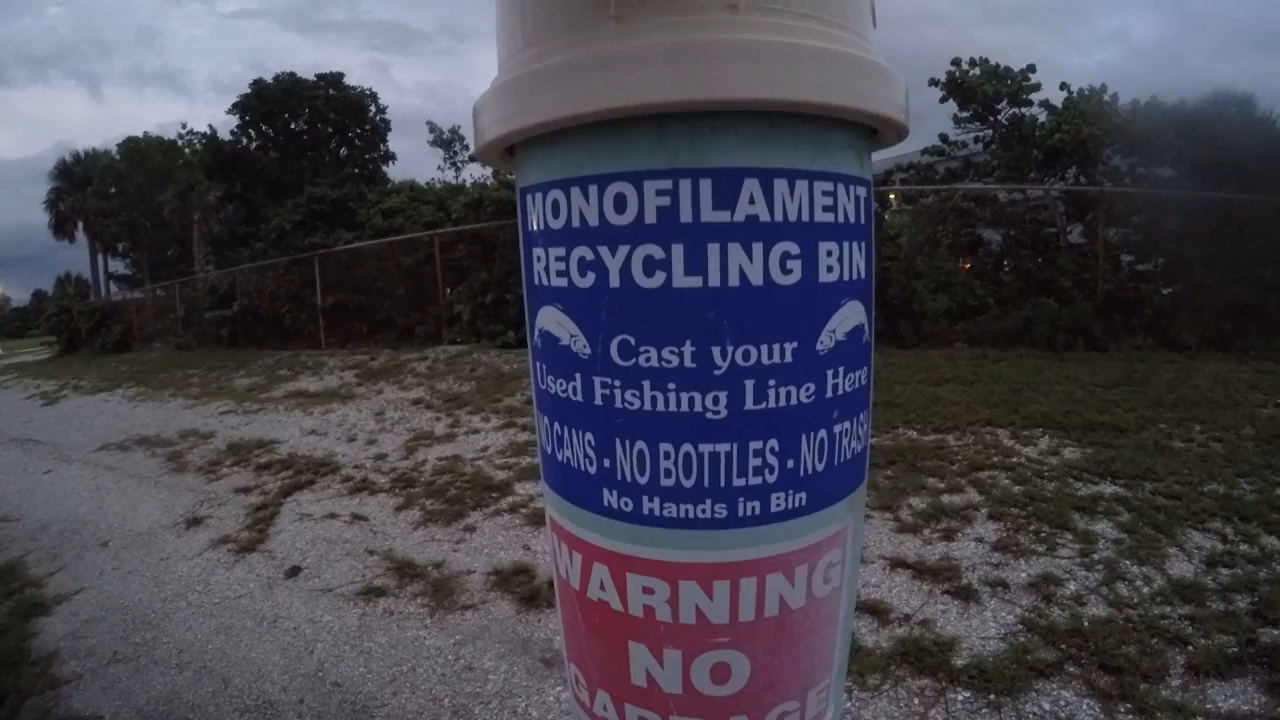 MONOFILAMENT
RECYCLING BIN
Cast your
Used Fishing Line Here
NO CANS - NO BOTTLES - NO TRASH
No Hands in Bin
WARNING
NO
GARBAGE